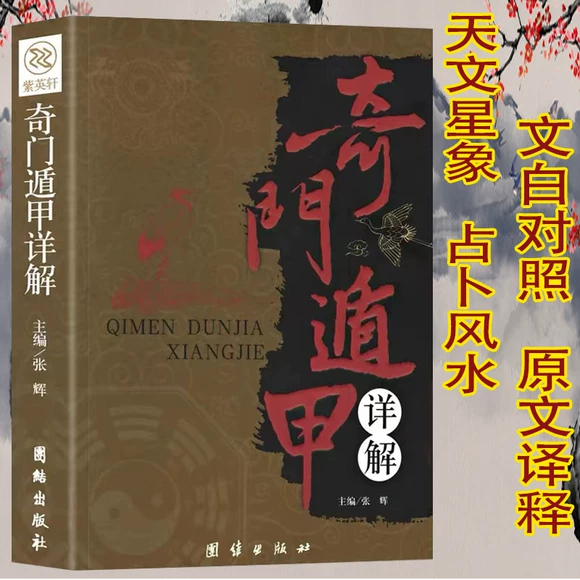 紫英轩
奇门遁甲详解
主编/张 辉
团结出版社
奇門遁甲
详解
QIMEN DUNJIA
XIANGJIE
主编/张 辉
团结出版社
天文星象 占卜风水
文白对照 原文译释